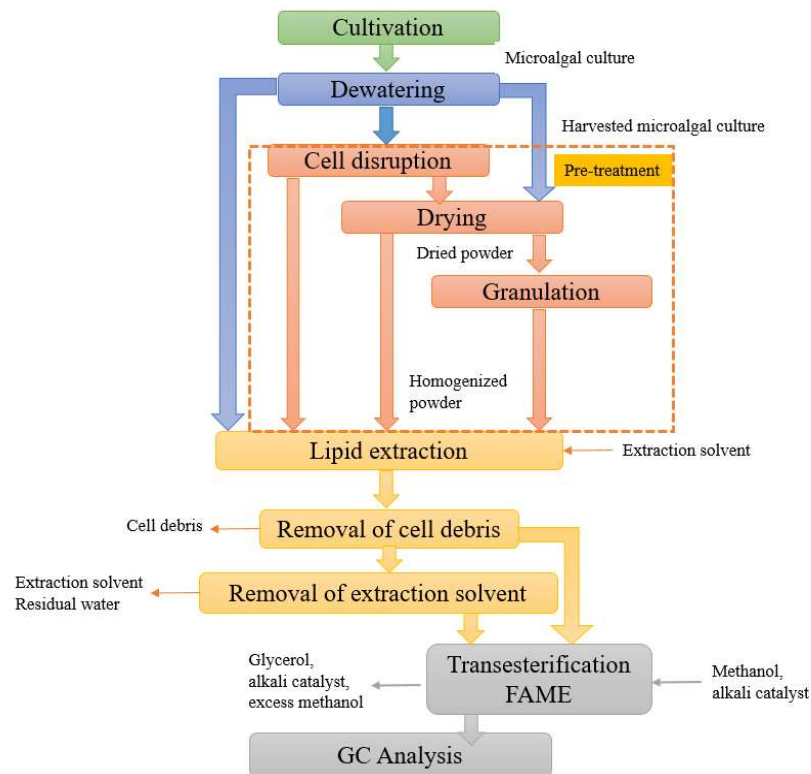 Cultivation
Microalgal culture
Dewatering
Harvested microalgal culture
Cell disruption
Pre-treatment
Drying
Dried powder
Granulation
Homogenized
powder
Lipid extraction
Extraction solvent
Cell debris
Removal of cell debris
Extraction solvent
Residual water
Removal of extraction solvent
Glycerol,
alkali catalyst,
excess methanol
Transesterification
FAME
Methanol,
alkali catalyst
GC Analysis